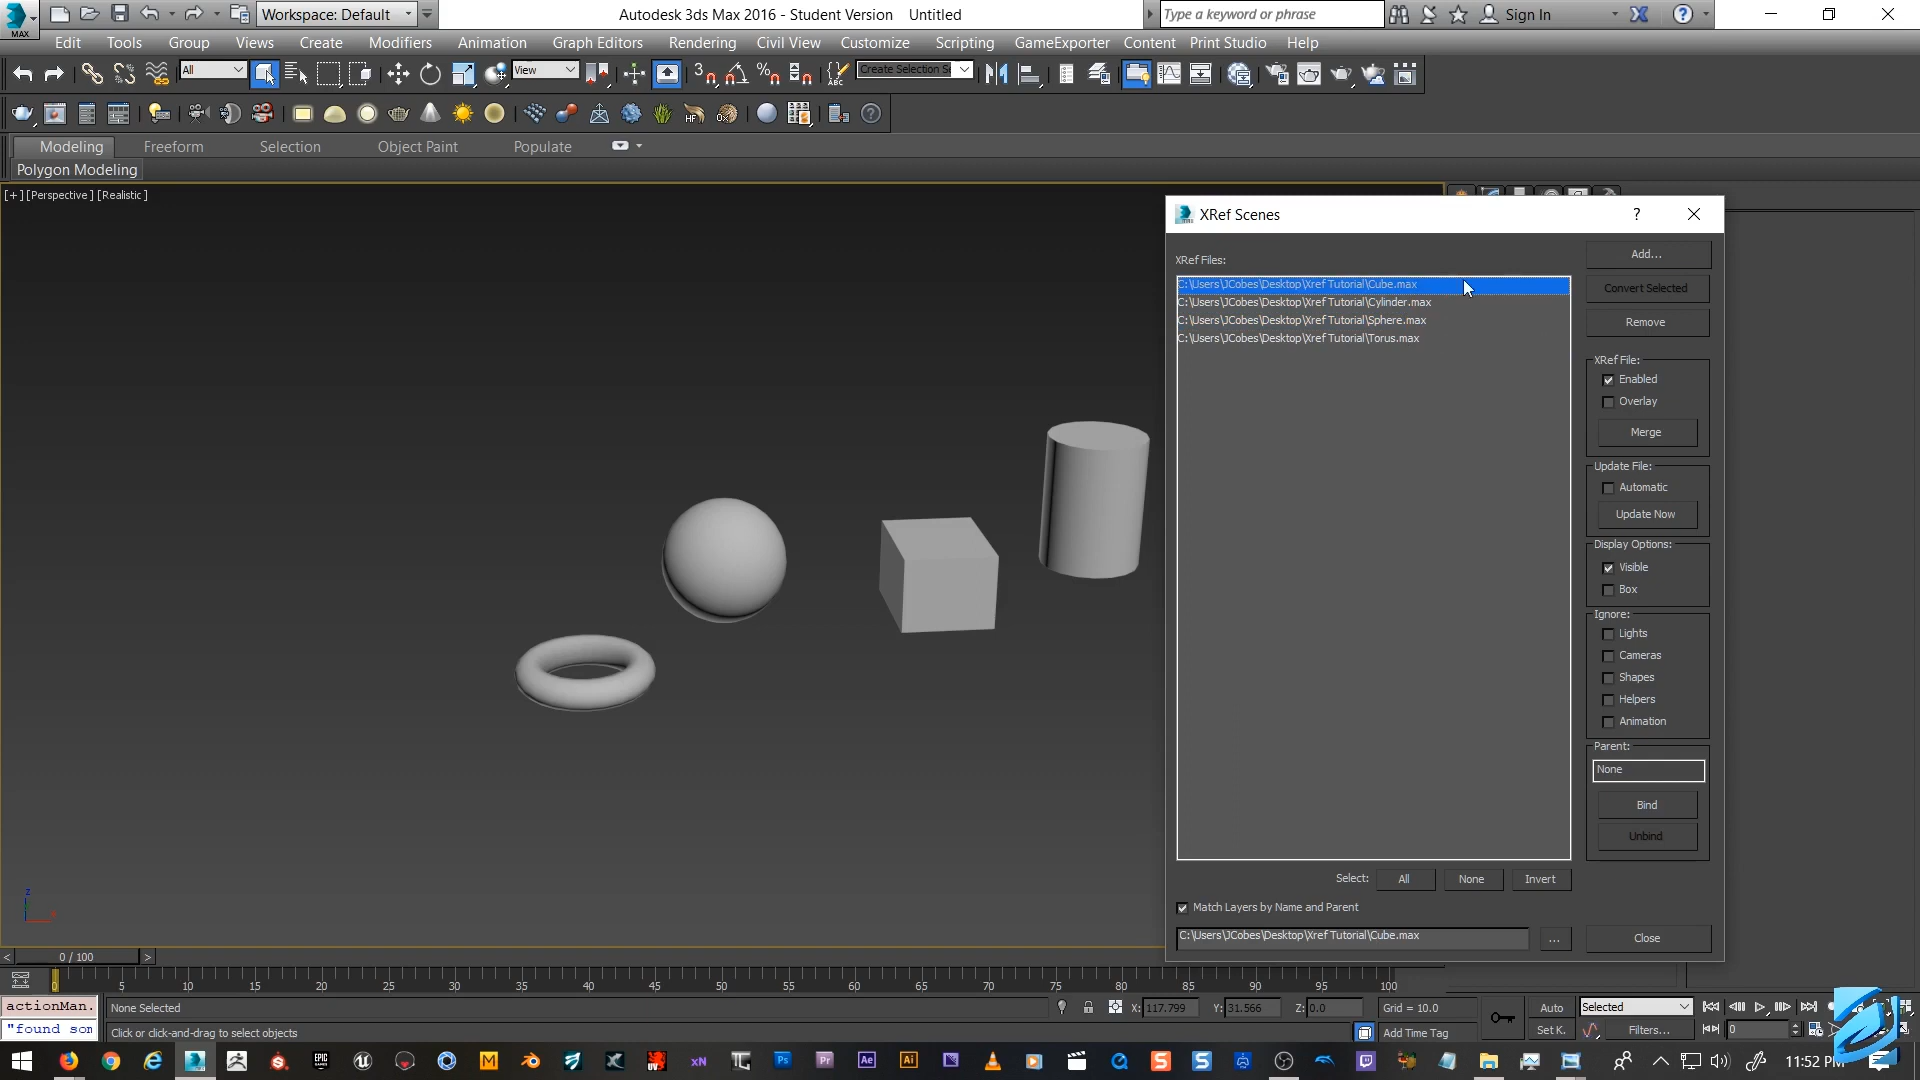 MAX
Workspace: Default
Autodesk 3ds Max 2016 - Student Version    Untitled
Type a keyword or phrase
Sign In
Edit Tools Group Views Create Modifiers Animation Graph Editors Rendering Civil View Customize Scripting GameExporter Content Print Studio Help
All
View
Create Selection Se
Modeling Freeform Selection Object Paint Populate
Polygon Modeling
[+] [Perspective] [Realistic]
XRef Scenes
XRef Files:
C:\Users\JCobes\Desktop\Xref Tutorial\Cube.max
C:\Users\JCobes\Desktop\Xref Tutorial\Cylinder.max
C:\Users\JCobes\Desktop\Xref Tutorial\Sphere.max
C:\Users\JCobes\Desktop\Xref Tutorial\Torus.max
Add...
Convert Selected
Remove
XRef File:
Enabled
Overlay
Merge
Update File:
Automatic
Update Now
Display Options:
Visible
Box
Ignore:
Lights
Cameras
Shapes
Helpers
Animation
Parent:
None
Bind
Unbind
Select: All None Invert
Match Layers by Name and Parent
C:\Users\JCobes\Desktop\Xref Tutorial\Cube.max
...
Close
0 / 100
0 5 10 15 20 25 30 35 40 45 50 55 60 65 70 75 80 85 90 95 100
actionMan.
None Selected
X: 117.799 Y: 31.566 Z: 0.0
Grid = 10.0
Auto
Selected
"found som
Click or click-and-drag to select objects
Add Time Tag
Set K.
Filters...
0
11:52 PM